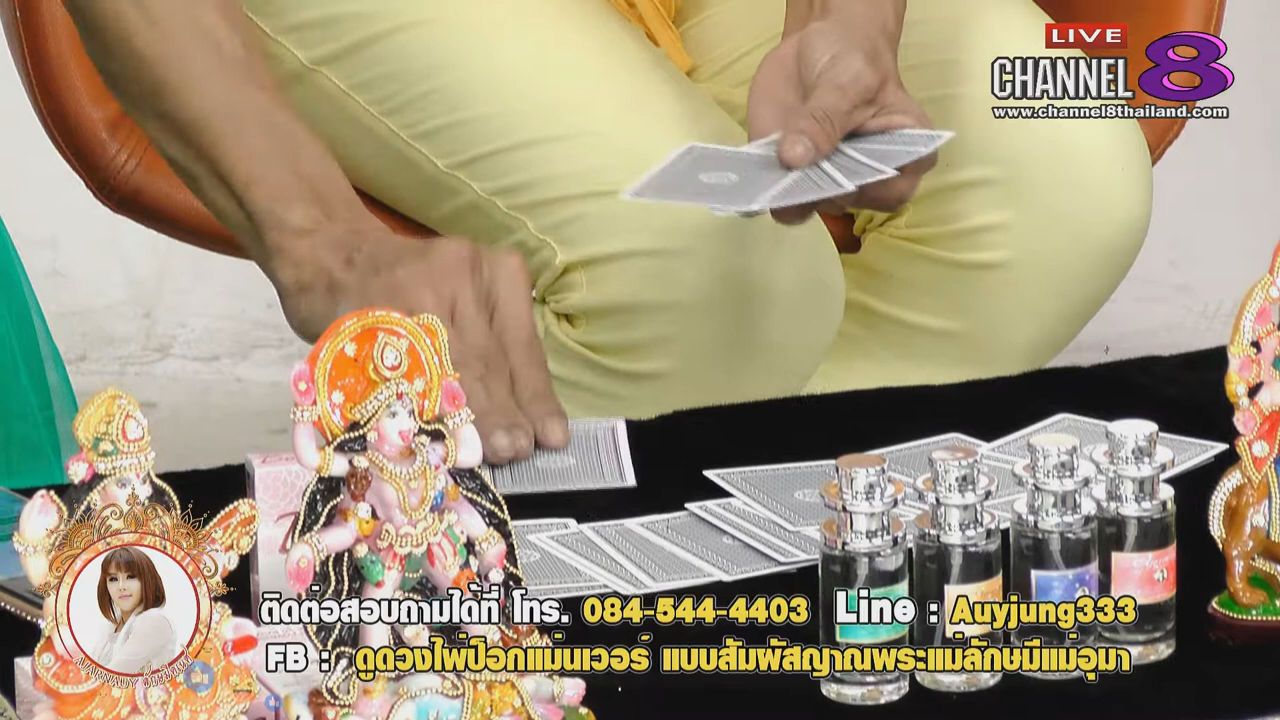 LIVE
CHANNEL 8
www.channel8thailand.com
ติดต่อสอบถามได้ที่ โทร. 084-544-4403 Line : Auyjung333
FB : ดูดวงไพ่ป็อกแม่นเวอร์ แบบสัมผัสญาณพระแม่ลักษมีแม่อุมา